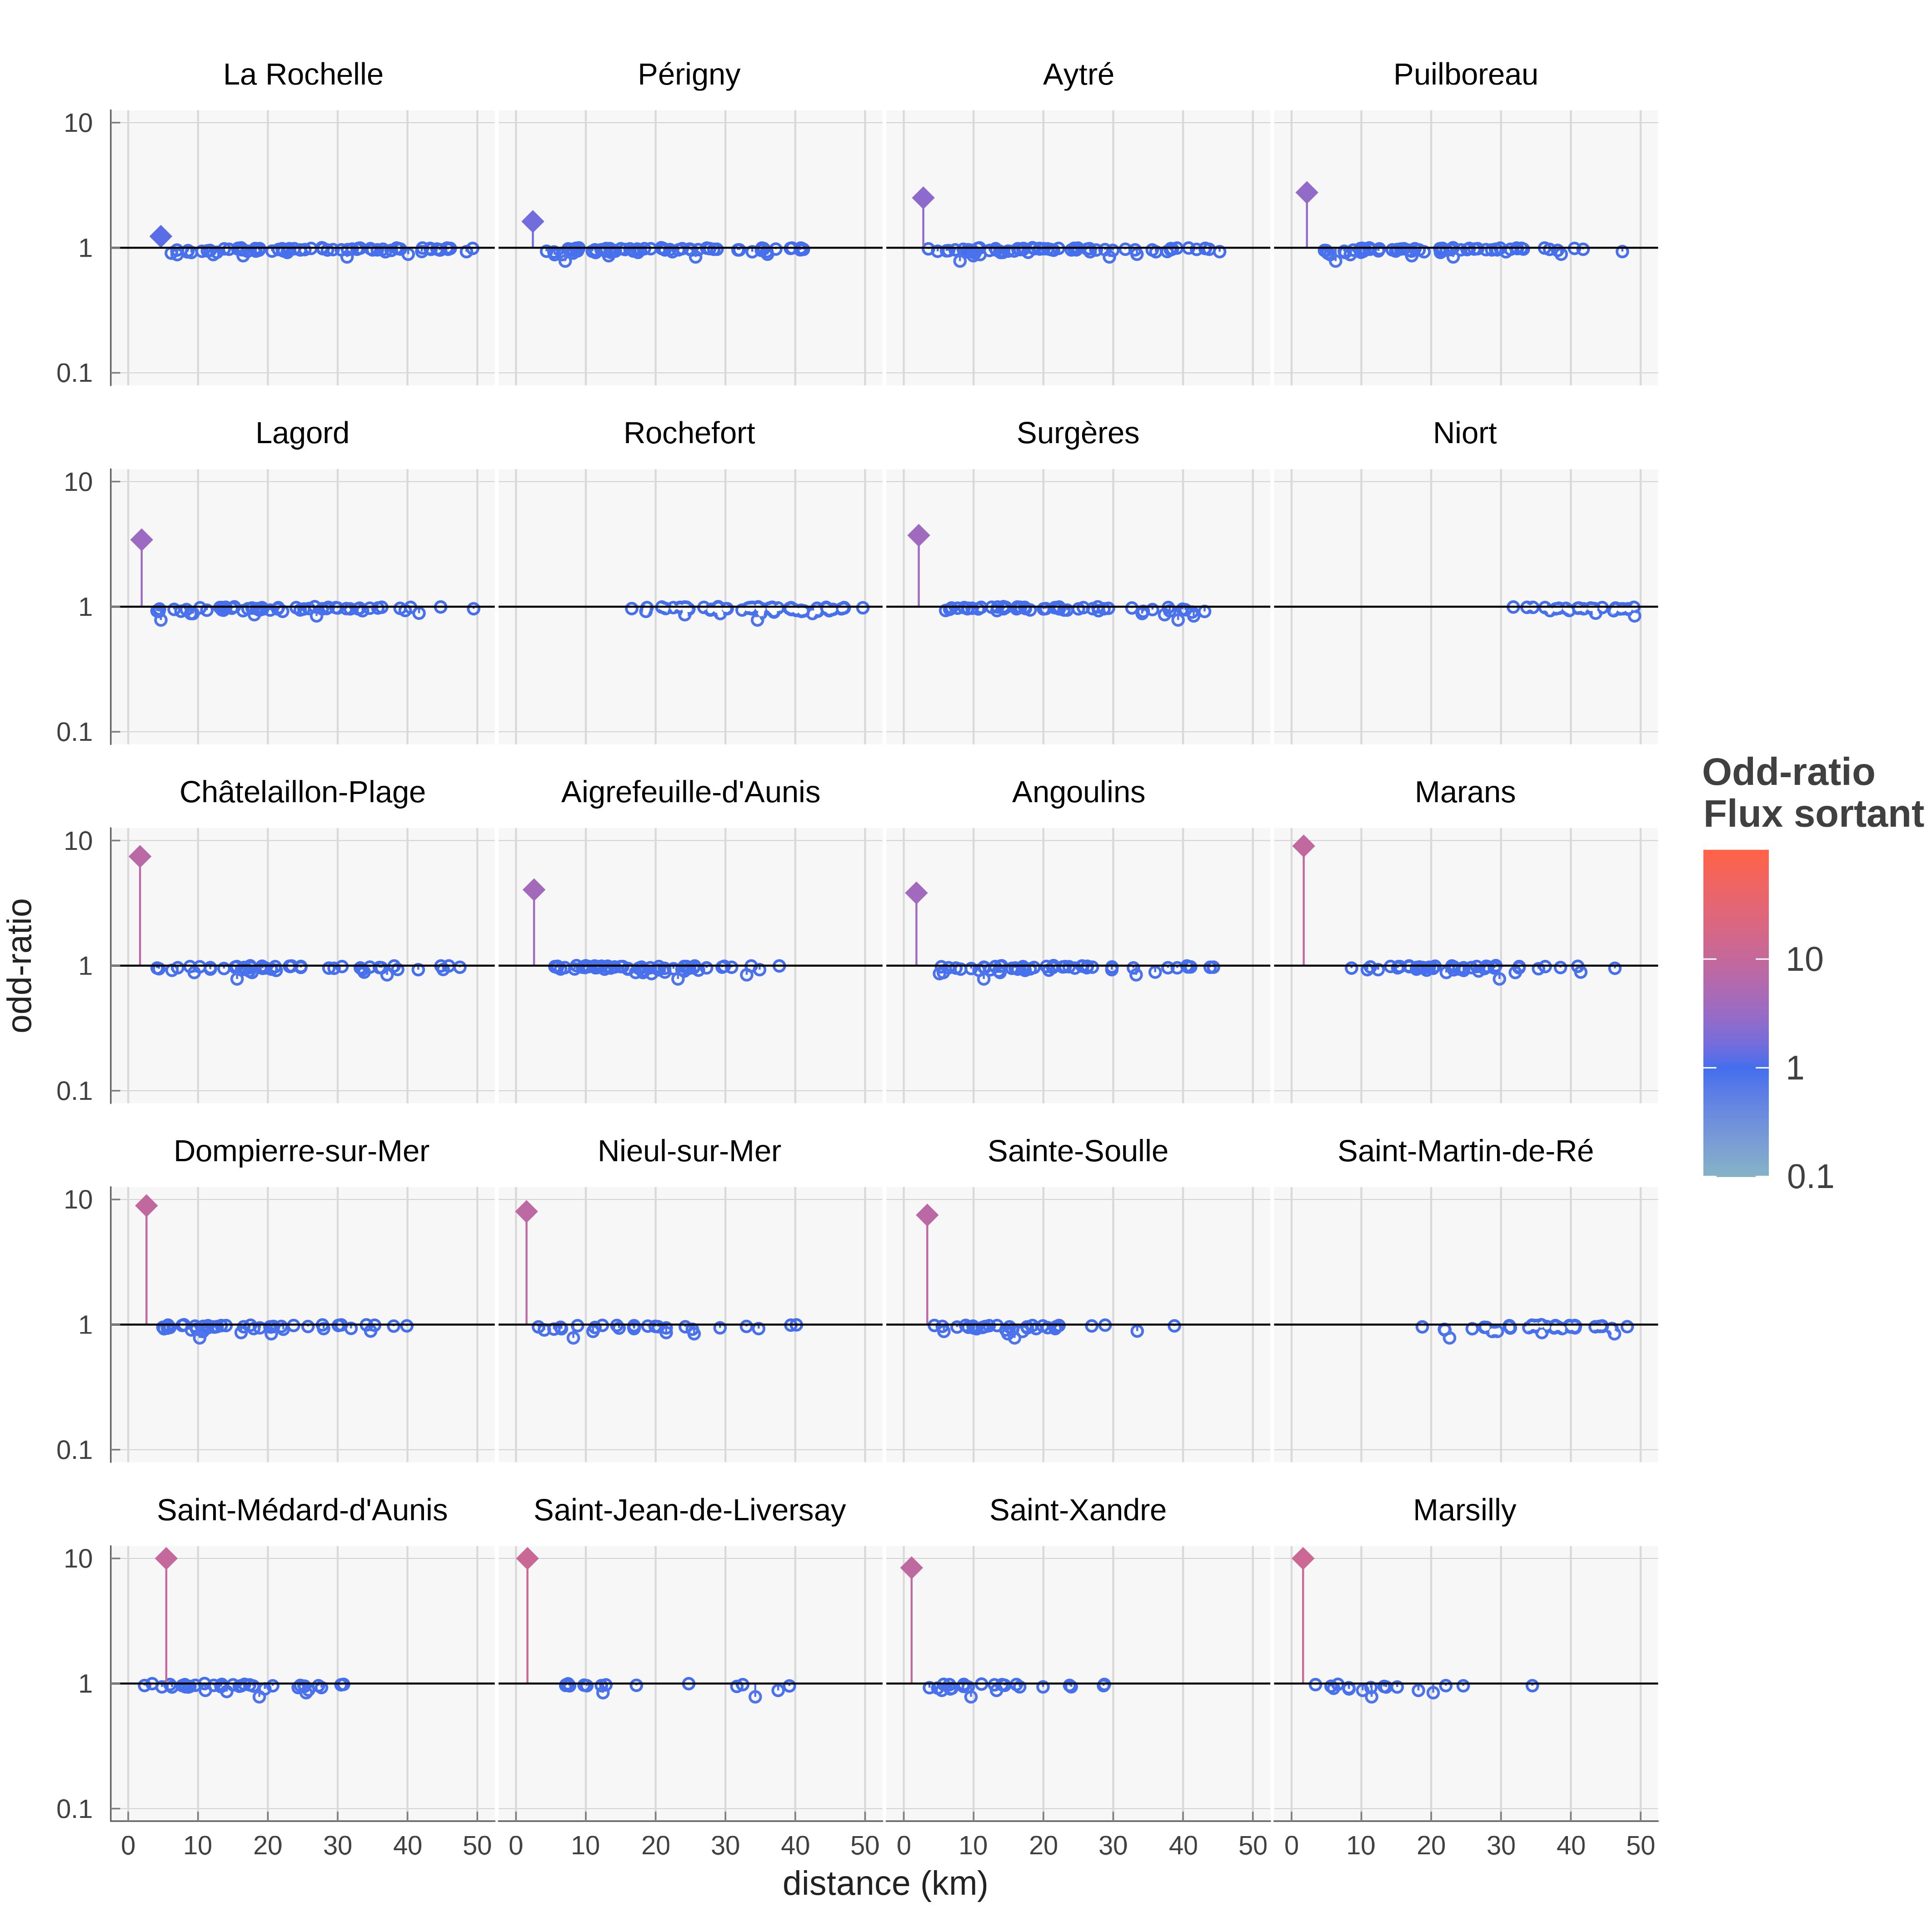 La Rochelle Périgny Aytré Puilboreau
10
1
0.1
Lagord Rochefort Surgères Niort
10
1
0.1
Châtelaillon-Plage Aigrefeuille-d'Aunis Angoulins Marans
10
1
0.1
Dompierre-sur-Mer Nieul-sur-Mer Sainte-Soulle Saint-Martin-de-Ré
10
1
0.1
Saint-Médard-d'Aunis Saint-Jean-de-Liversay Saint-Xandre Marsilly
10
1
0.1
0 10 20 30 40 50 0 10 20 30 40 50 0 10 20 30 40 50 0 10 20 30 40 50
distance (km)
odd-ratio
Odd-ratio
Flux sortant
10
1
0.1